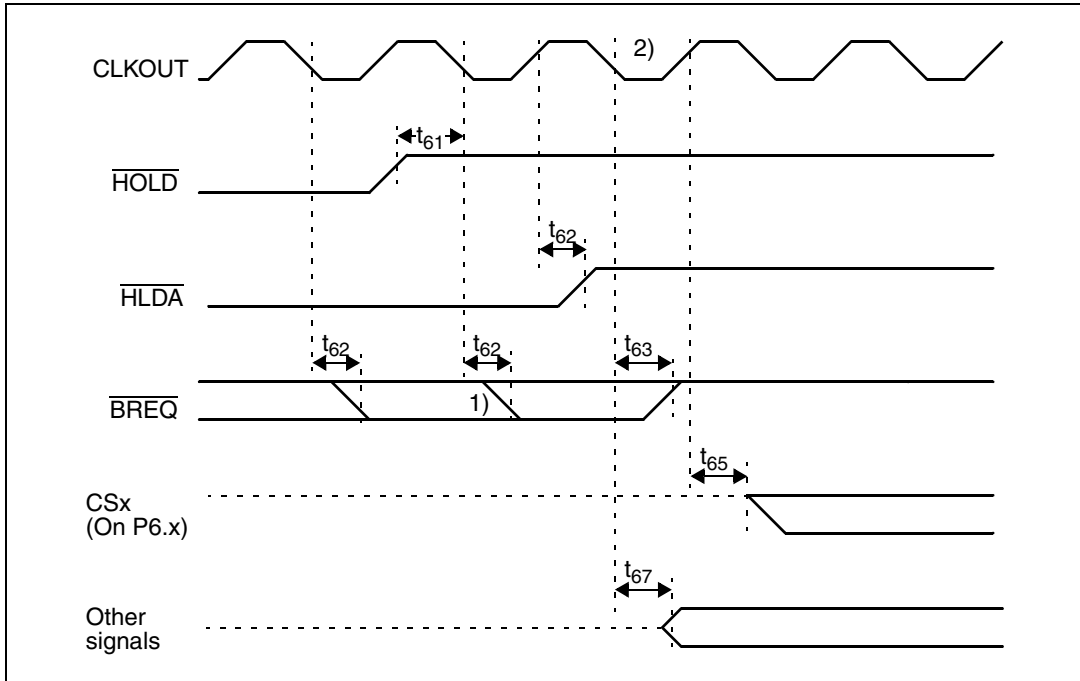 2)
CLKOUT
t61
HOLD
t62
HLDA
t62
t62
t63
BREQ
1)
t65
CSx
(On P6.x)
t67
Other
signals